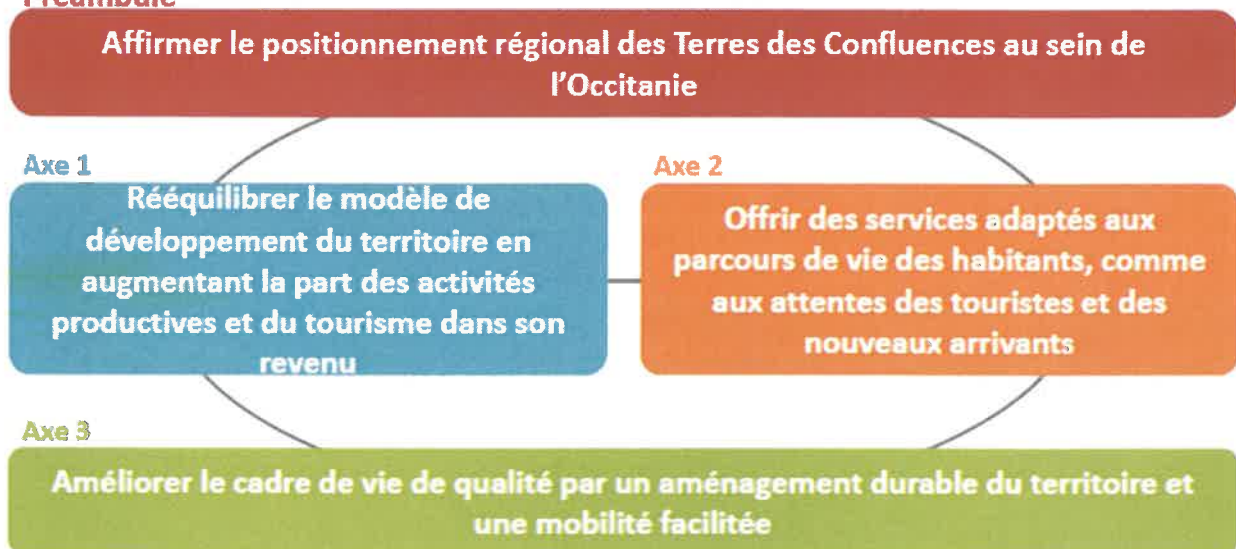 Préambule
Affirmer le positionnement régional des Terres des Confluences au sein de
l'Occitanie
Axe 1
Rééquilibrer le modèle de
développement du territoire en
augmentant la part des activités
productives et du tourisme dans son
revenu
Axe 2
Offrir des services adaptés aux
parcours de vie des habitants, comme
aux attentes des touristes et des
nouveaux arrivants
Axe 3
Améliorer le cadre de vie de qualité par un aménagement durable du territoire et
une mobilité facilitée